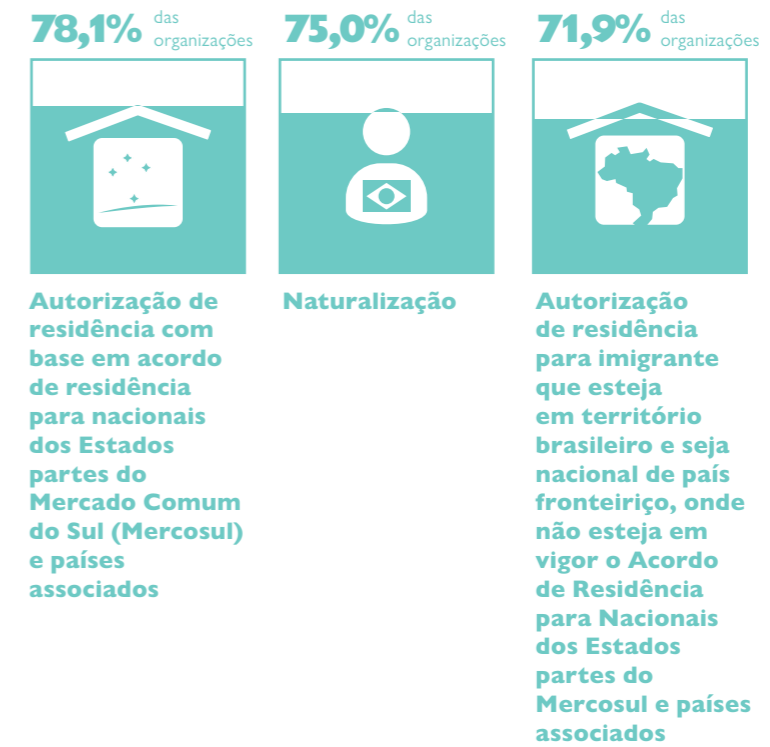 78,1% das organizações
Autorização de
residência com
base em acordo
de residência
para nacionais
dos Estados
partes do
Mercado Comum
do Sul (Mercosul)
e países
associados
75,0% das organizações
Naturalização
71,9% das organizações
Autorização
de residência
para imigrante
que esteja
em território
brasileiro e seja
nacional de país
fronteiriço, onde
não esteja em
vigor o Acordo
de Residência
para Nacionais
dos Estados
partes do
Mercosul e países
associados